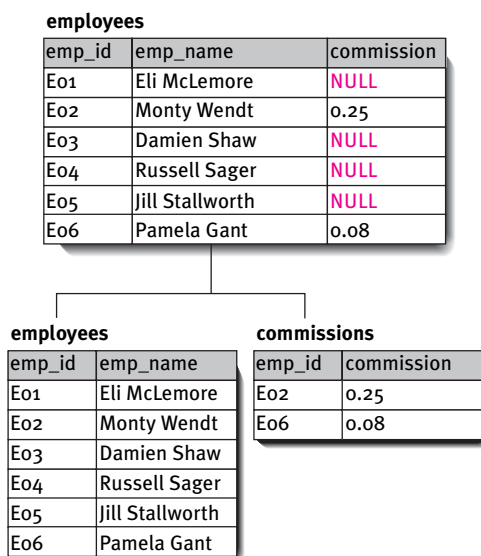 employees
emp_id emp_name commission
E01 Eli McLemore NULL
E02 Monty Wendt 0.25
E03 Damien Shaw NULL
E04 Russell Sager NULL
E05 Jill Stallworth NULL
E06 Pamela Gant 0.08
employees
emp_id emp_name
E01 Eli McLemore
E02 Monty Wendt
E03 Damien Shaw
E04 Russell Sager
E05 Jill Stallworth
E06 Pamela Gant
commissions
emp_id commission
E02 0.25
E06 0.08